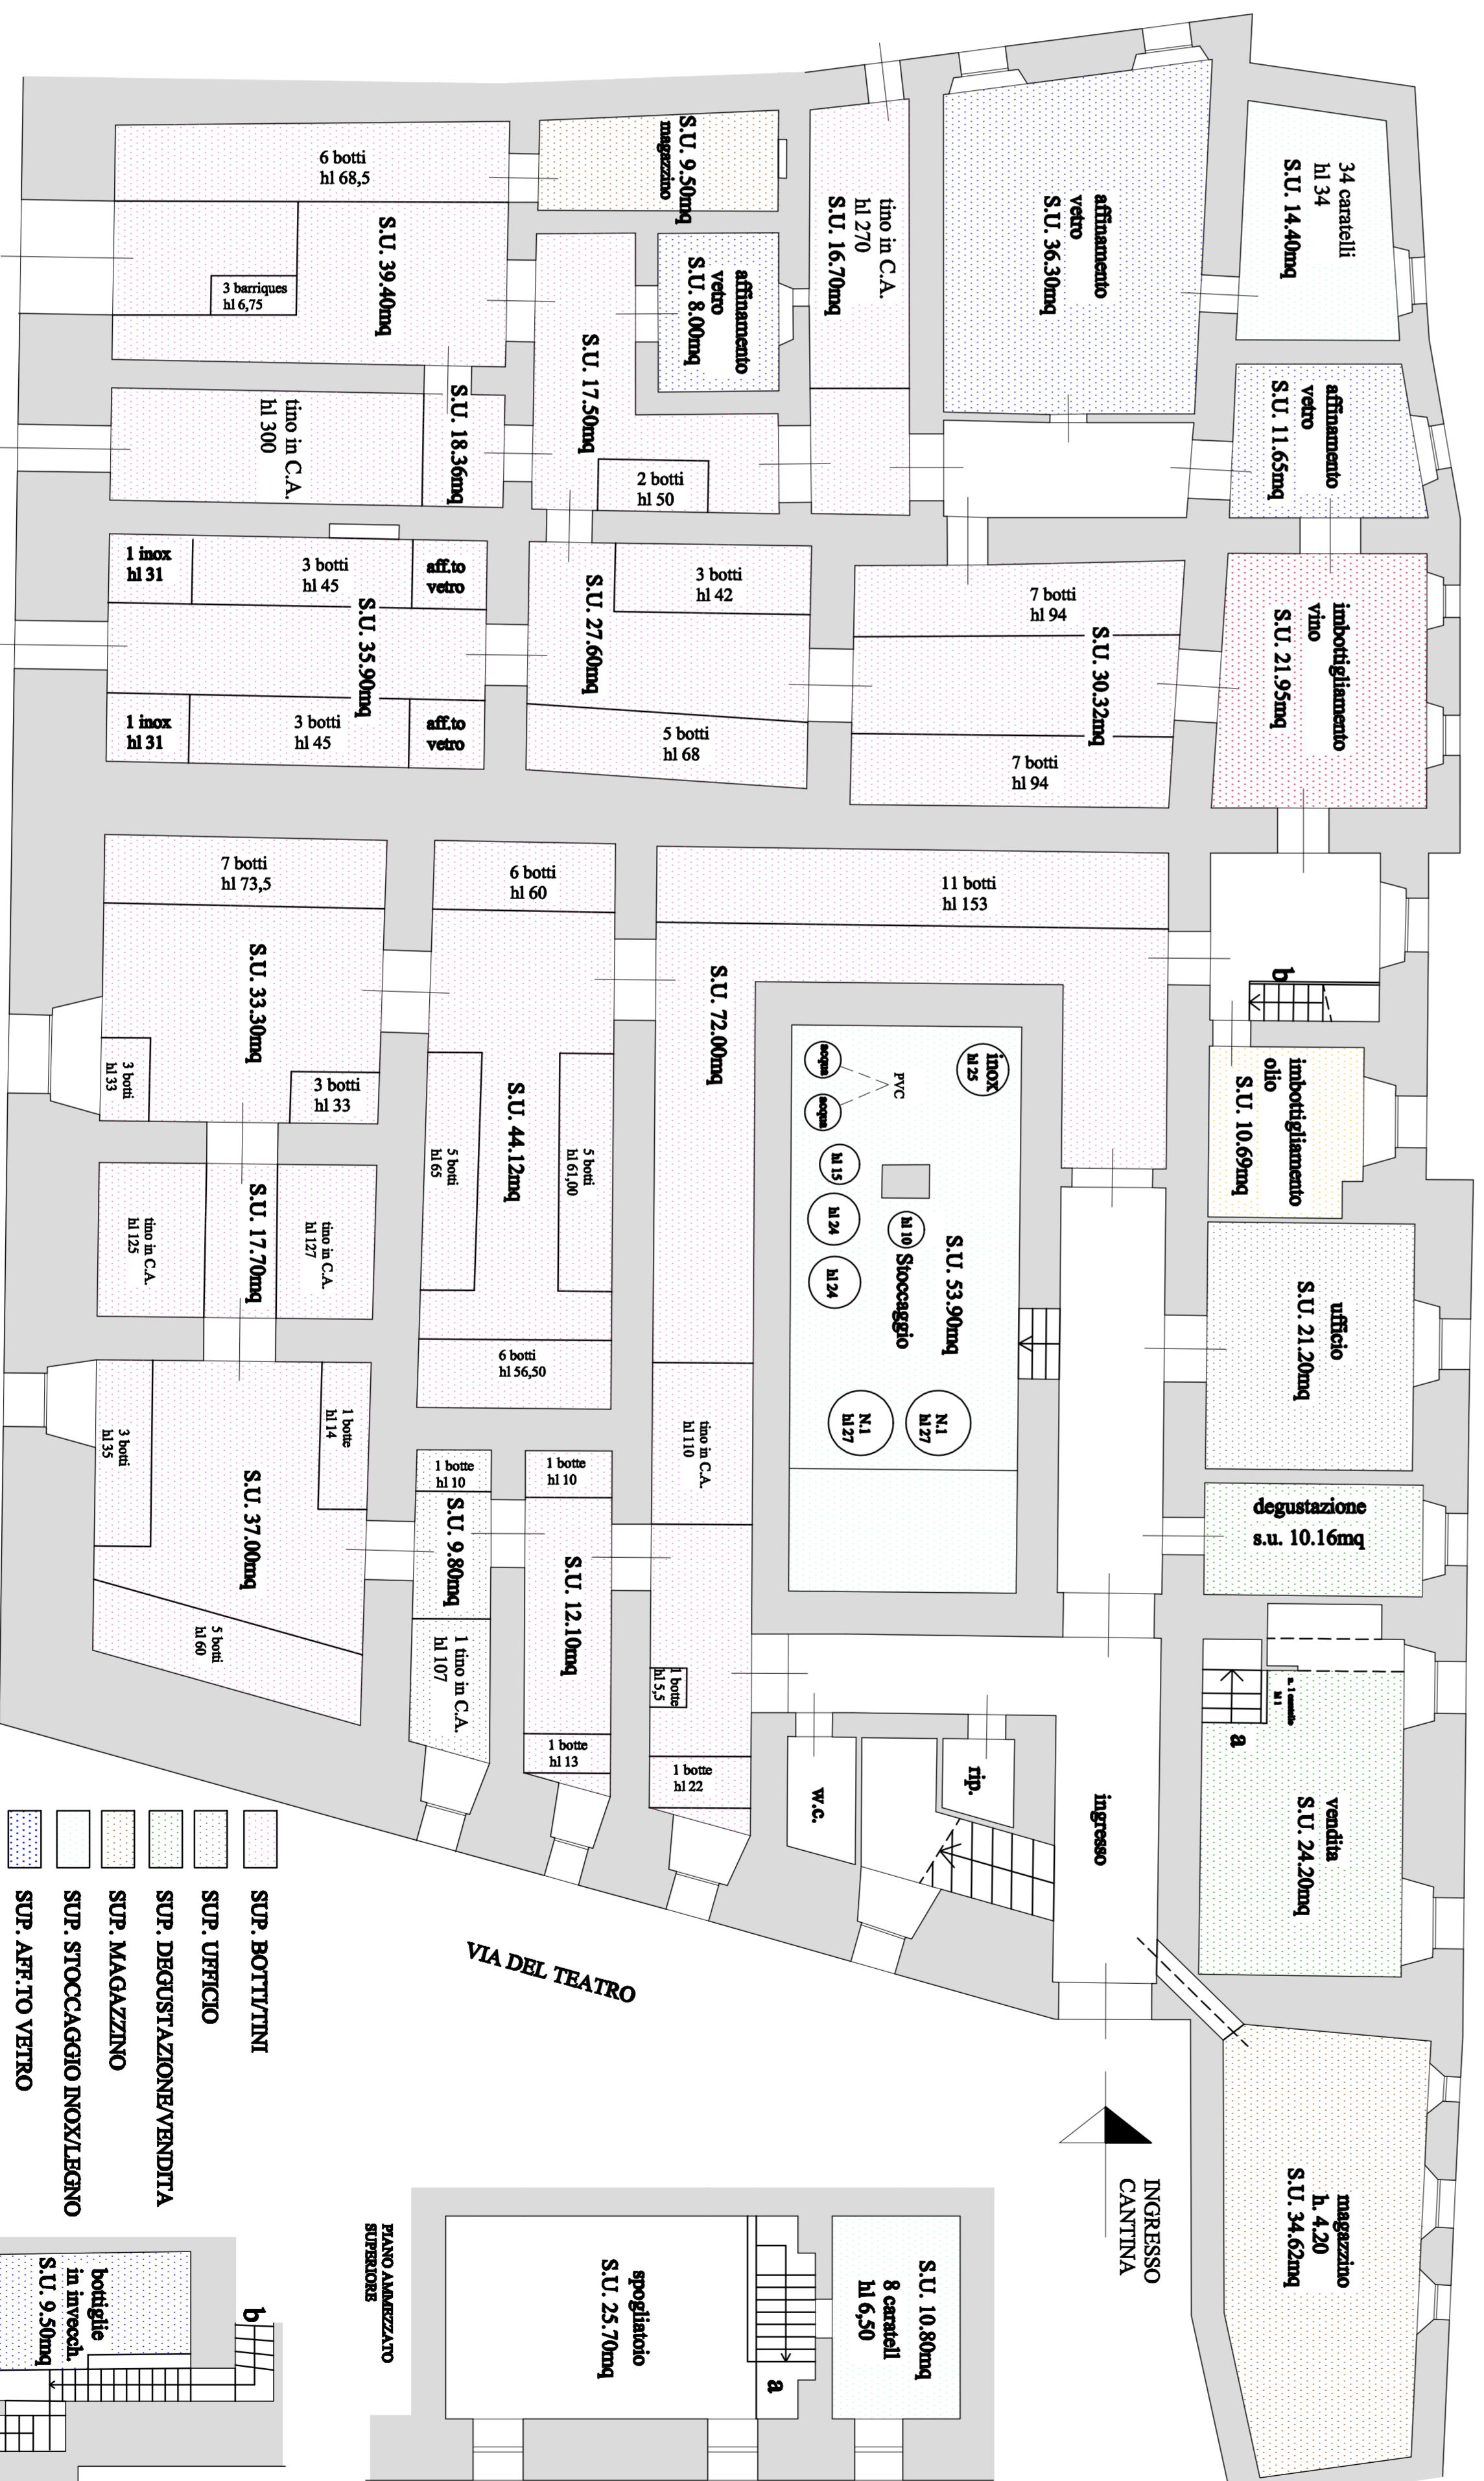 34 caratelli
hl 34
S.U. 14.40mq
affinamento
vetro
S.U. 36.30mq
affinamento
vetro
S.U. 11.65mq
tino in C.A.
hl 270
S.U. 16.70mq
S.U. 9.50mq
magazzino
affinamento
vetro
S.U. 8.00mq
6 botti
hl 68,5
S.U. 39.40mq
3 barriques
hl 6,75
S.U. 17.50mq
2 botti
hl 50
S.U. 18.36mq
tino in C.A.
hl 300
imbottigliamento
vino
S.U. 21.95mq
7 botti
hl 94
S.U. 30.32mq
7 botti
hl 94
3 botti
hl 42
S.U. 27.60mq
5 botti
hl 68
1 inox
hl 31
3 botti
hl 45
aff.to
vetro
S.U. 35.90mq
1 inox
hl 31
3 botti
hl 45
aff.to
vetro
7 botti
hl 73,5
S.U. 33.30mq
3 botti
hl 33
3 botti
hl 33
6 botti
hl 60
S.U. 44.12mq
5 botti
hl 65
5 botti
hl 61,00
6 botti
hl 56,50
11 botti
hl 153
S.U. 72.00mq
b
imbottigliamento
olio
S.U. 10.69mq
inox
hl 25
acqua
acqua
PVC
hl 15
hl 24
hl 24
hl 10
S.U. 53.90mq
Stoccaggio
N.1
hl 27
N.1
hl 27
ufficio
S.U. 21.20mq
degustazione
s.u. 10.16mq
tino in C.A.
hl 127
S.U. 17.70mq
tino in C.A.
hl 125
1 botte
hl 14
3 botti
hl 35
S.U. 37.00mq
5 botti
hl 60
1 botte
hl 10
S.U. 9.80mq
1 tino in C.A.
hl 107
1 botte
hl 10
S.U. 12.10mq
1 botte
hl 13
tino in C.A.
hl 110
1 botte
hl 5,5
1 botte
hl 22
w.c.
rip.
ingresso
n. 1 caratello
hl 1
a
vendita
S.U. 24.20mq
VIA DEL TEATRO
INGRESSO
CANTINA
magazzino
h. 4.20
S.U. 34.62mq
SUP. BOTTI/TINI
SUP. UFFICIO
SUP. DEGUSTAZIONE/VENDITA
SUP. MAGAZZINO
SUP. STOCCAGGIO INOX/LEGNO
SUP. AFF.TO VETRO
PIANO AMMEZZATO
SUPERIORE
spogliatoio
S.U. 25.70mq
a
S.U. 10.80mq
8 caratell
hl 6,50
b
bottiglie
in invecch.
S.U. 9.50mq